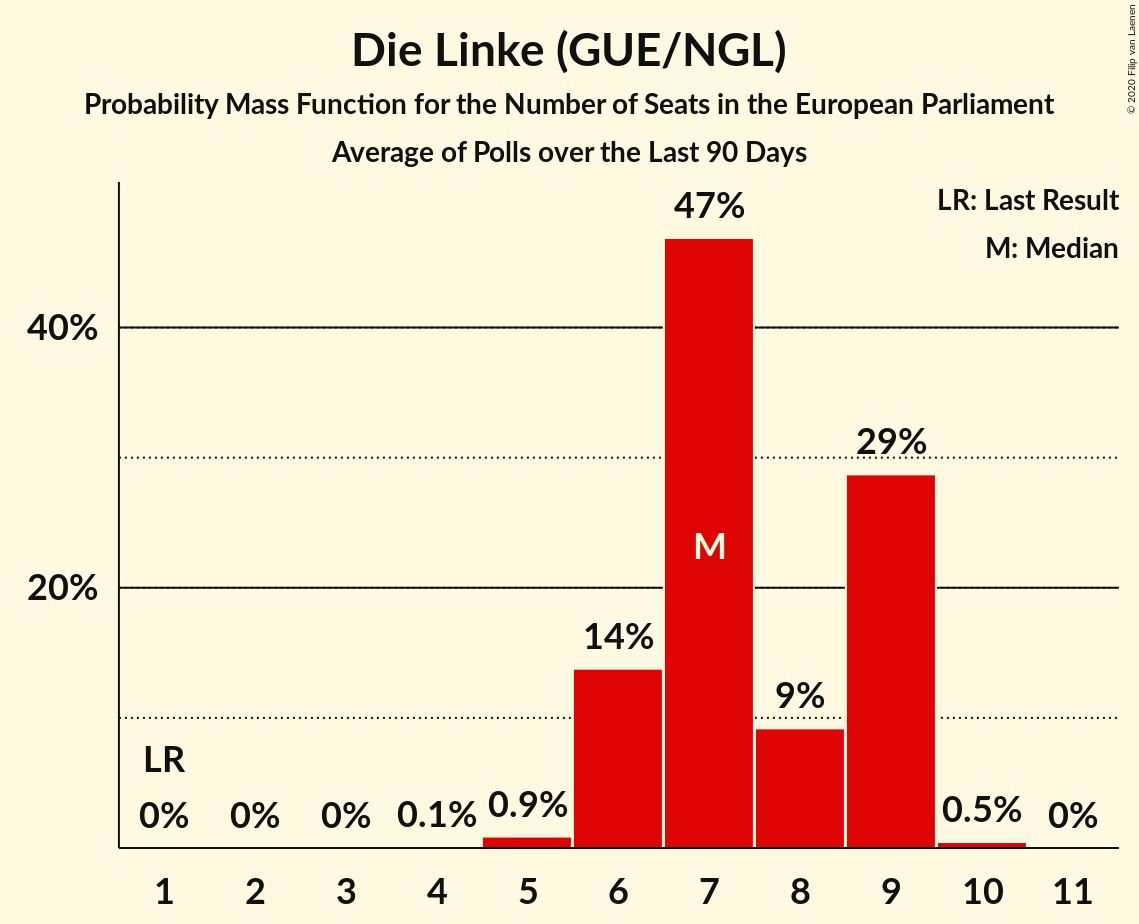 Die Linke (GUE/NGL)
Probability Mass Function for the Number of Seats in the European Parliament
Average of Polls over the Last 90 Days
© 2020 Filip van Laenen
LR: Last Result
M: Median
47%
40%
29%
M
20%
14%
9%
LR
0% 0% 0% 0.1% 0.9% 0.5% 0%
1 2 3 4 5 6 7 8 9 10 11